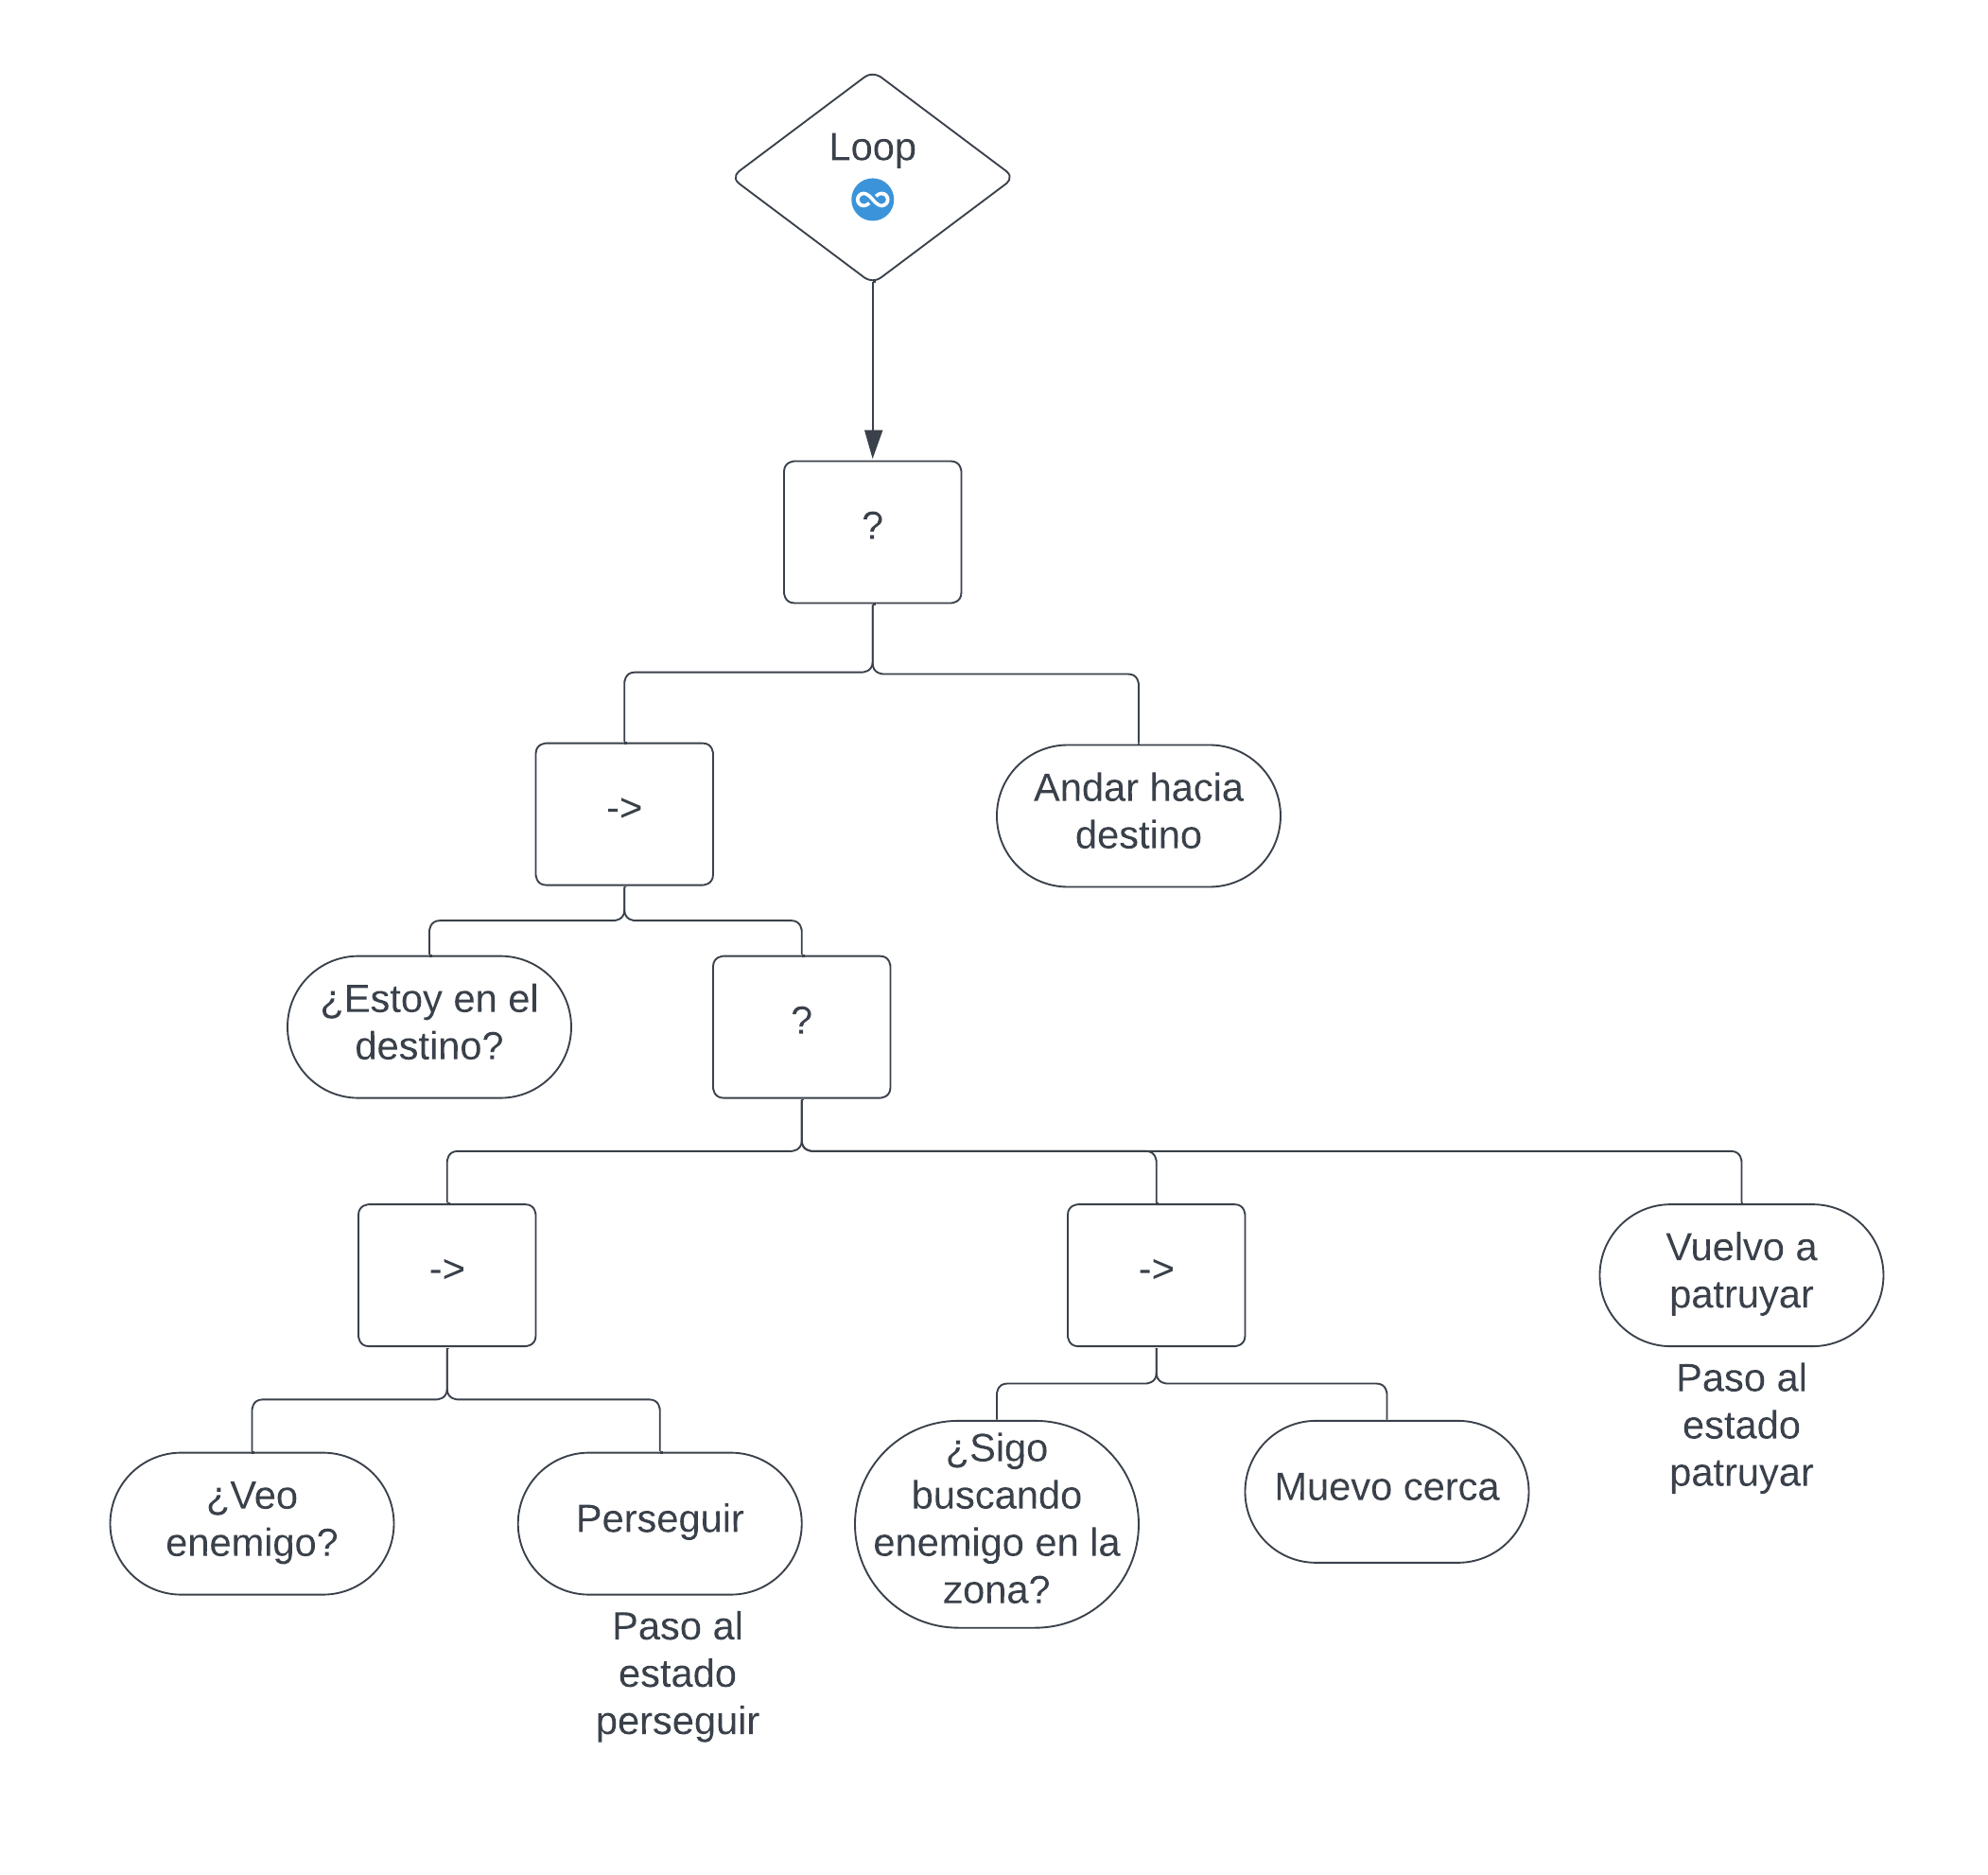 Loop
?
->
Andar hacia
destino
¿Estoy en el
destino?
?
->
->
Vuelvo a
patruyar
Paso al
estado
patruyar
¿Veo
enemigo?
Perseguir
Paso al
estado
perseguir
¿Sigo
buscando
enemigo en la
zona?
Muevo cerca